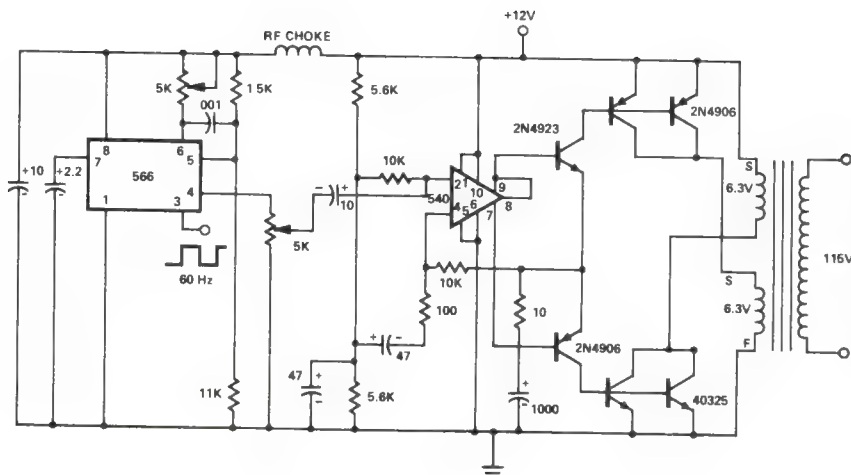 +12V
RF CHOKE
5K
15K
5.6K
001
2N4906
2N4923
8
6
10K
+10
+2.2
7
566
5
4
1
3
- +
10
2 1
10
9
540
4 5
6
7
8
S
6.3V
115V
5K
60 Hz
10K
100
10
S
6.3V
F
+ -
47
2N4906
47
+
-
11K
5.6K
+
-
1000
40325